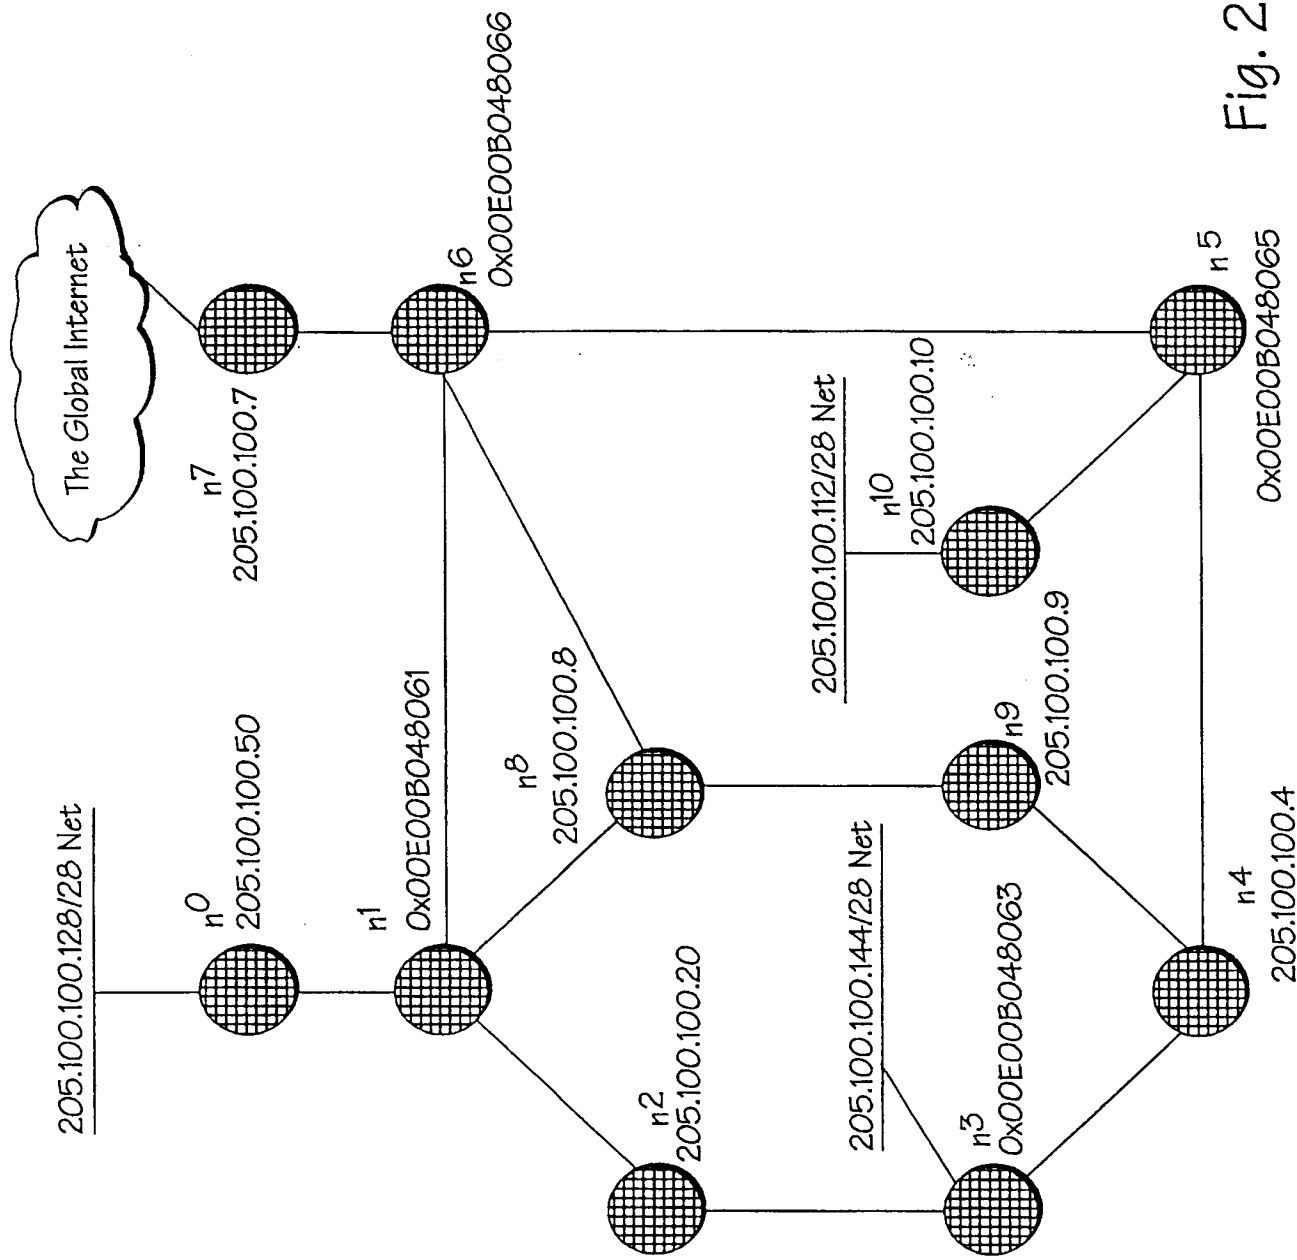 The Global Internet
n7
205.100.100.7
n6
0x00E00B048066
205.100.100.128/28 Net
n0
205.100.100.50
n1
0x00E00B048061
n8
205.100.100.8
n2
205.100.100.20
205.100.100.144/28 Net
n3
0x00E00B048063
n9
205.100.100.9
205.100.100.112/28 Net
n10
205.100.100.10
n4
205.100.100.4
n5
0x00E00B048065
Fig. 2